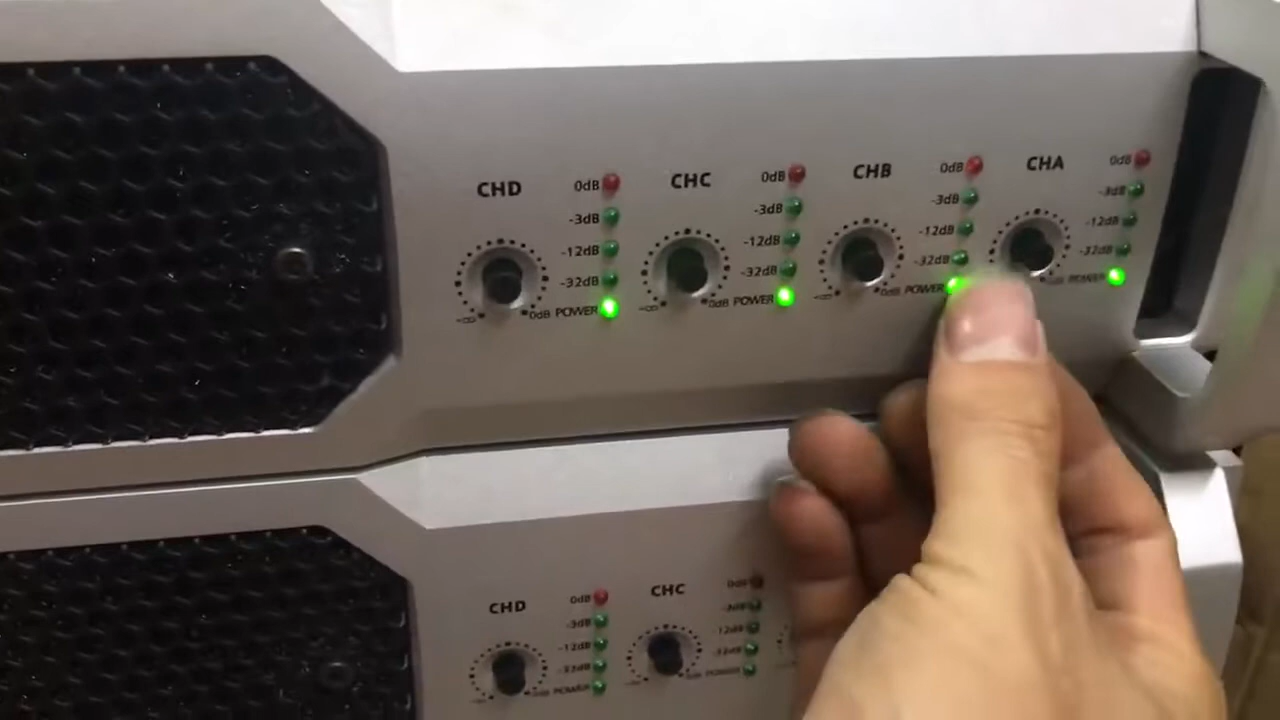 CHD
0dB
-3dB
-12dB
-32dB
-∞ 0dB POWER
CHC
0dB
-3dB
-12dB
-32dB
-∞ 0dB POWER
CHB
0dB
-3dB
-12dB
-32dB
-∞ 0dB POWER
CHA
0dB
-3dB
-12dB
-32dB
0dB POWER
CHD
0dB
-3dB
-12dB
-32dB
-∞ 0dB POWER
CHC
0dB
-3dB
-12dB
-32dB
-∞ 0dB POWER